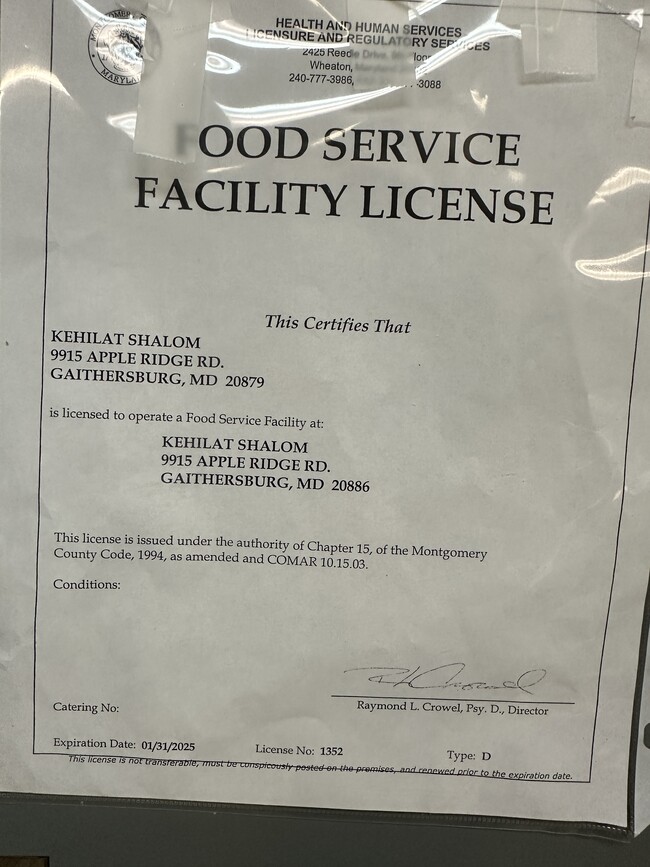 HEALTH AND HUMAN SERVICES
LICENSURE AND REGULATORY SERVICES
2425 Reedie Drive,
Wheaton,
240-777-3986, -3088
MARYLA
FOOD SERVICE
FACILITY LICENSE
This Certifies That
KEHILAT SHALOM
9915 APPLE RIDGE RD.
GAITHERSBURG, MD 20879
is licensed to operate a Food Service Facility at:
KEHILAT SHALOM
9915 APPLE RIDGE RD.
GAITHERSBURG, MD 20886
This license is issued under the authority of Chapter 15, of the Montgomery
County Code, 1994, as amended and COMAR 10.15.03.
Conditions:
Catering No:
Raymond L. Crowel, Psy. D., Director
Expiration Date: 01/31/2025 License No: 1352 Type: D
This license is not transferable, must be conspicously posted on the premises, and renewed prior to the expiration date.